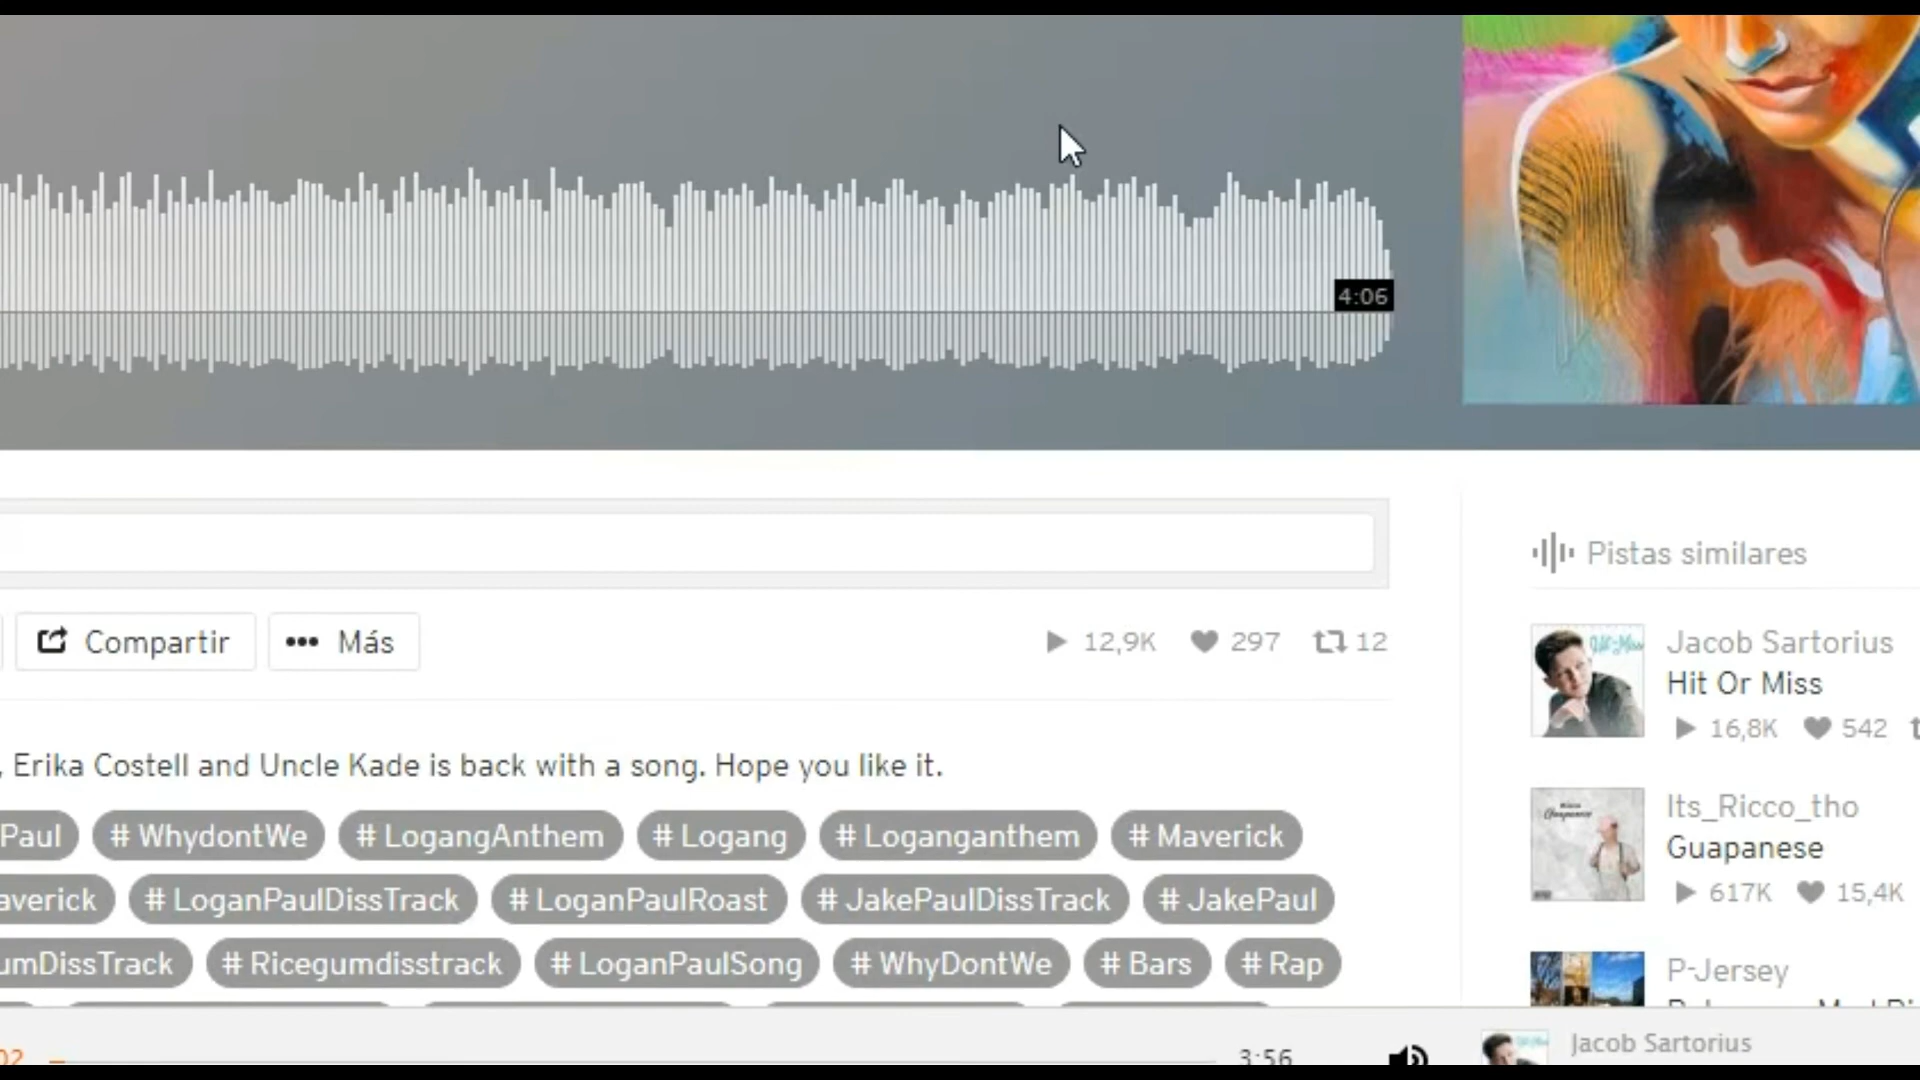 4:06
Pistas similares
Compartir
Más
12,9K
297
12
Jacob Sartorius
Hit Or Miss
16,8K
542
, Erika Costell and Uncle Kade is back with a song. Hope you like it.
Paul
# WhydontWe
# LogangAnthem
# Logang
# Loganganthem
# Maverick
Its_Ricco_tho
Guapanese
617K
15,4K
averick
# LoganPaulDissTrack
# LoganPaulRoast
# JakePaulDissTrack
# JakePaul
umDissTrack
# Ricegumdisstrack
# LoganPaulSong
# WhyDontWe
# Bars
# Rap
P-Jersey
02
3:56
Jacob Sartorius